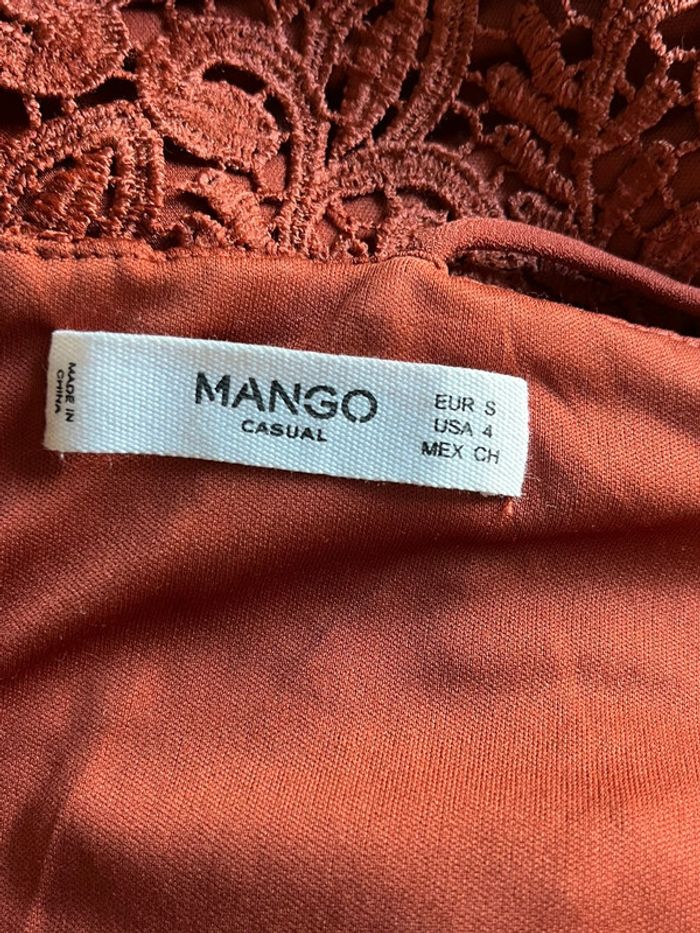 MADE IN
CHINA
MANGO
CASUAL
EUR S
USA 4
MEX CH